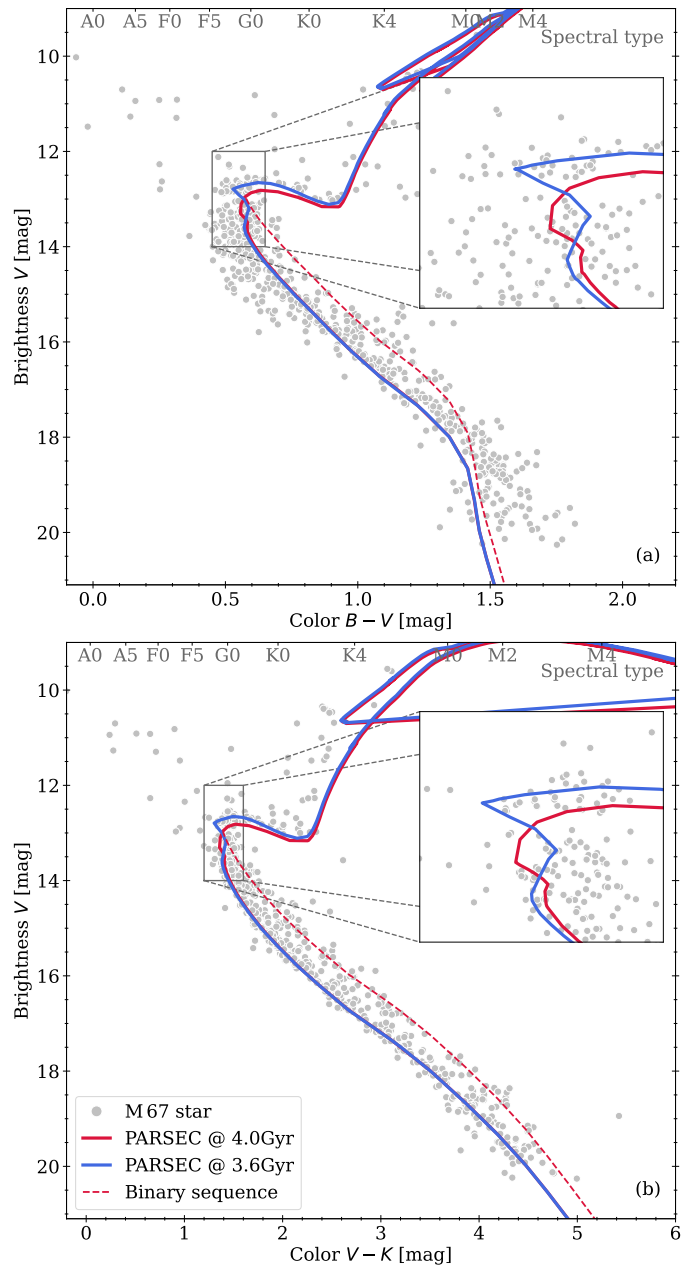 A0 A5 F0 F5 G0 K0 K4 M0 M2 M4
Spectral type
10
12
14
16
18
20
Brightness V [mag]
(a)
0.0 0.5 1.0 1.5 2.0
Color B − V [mag]
A0 A5 F0 F5 G0 K0 K4 M0 M2 M4
Spectral type
10
12
14
16
18
20
Brightness V [mag]
M 67 star
PARSEC @ 4.0Gyr
PARSEC @ 3.6Gyr
Binary sequence
(b)
0 1 2 3 4 5 6
Color V − K [mag]